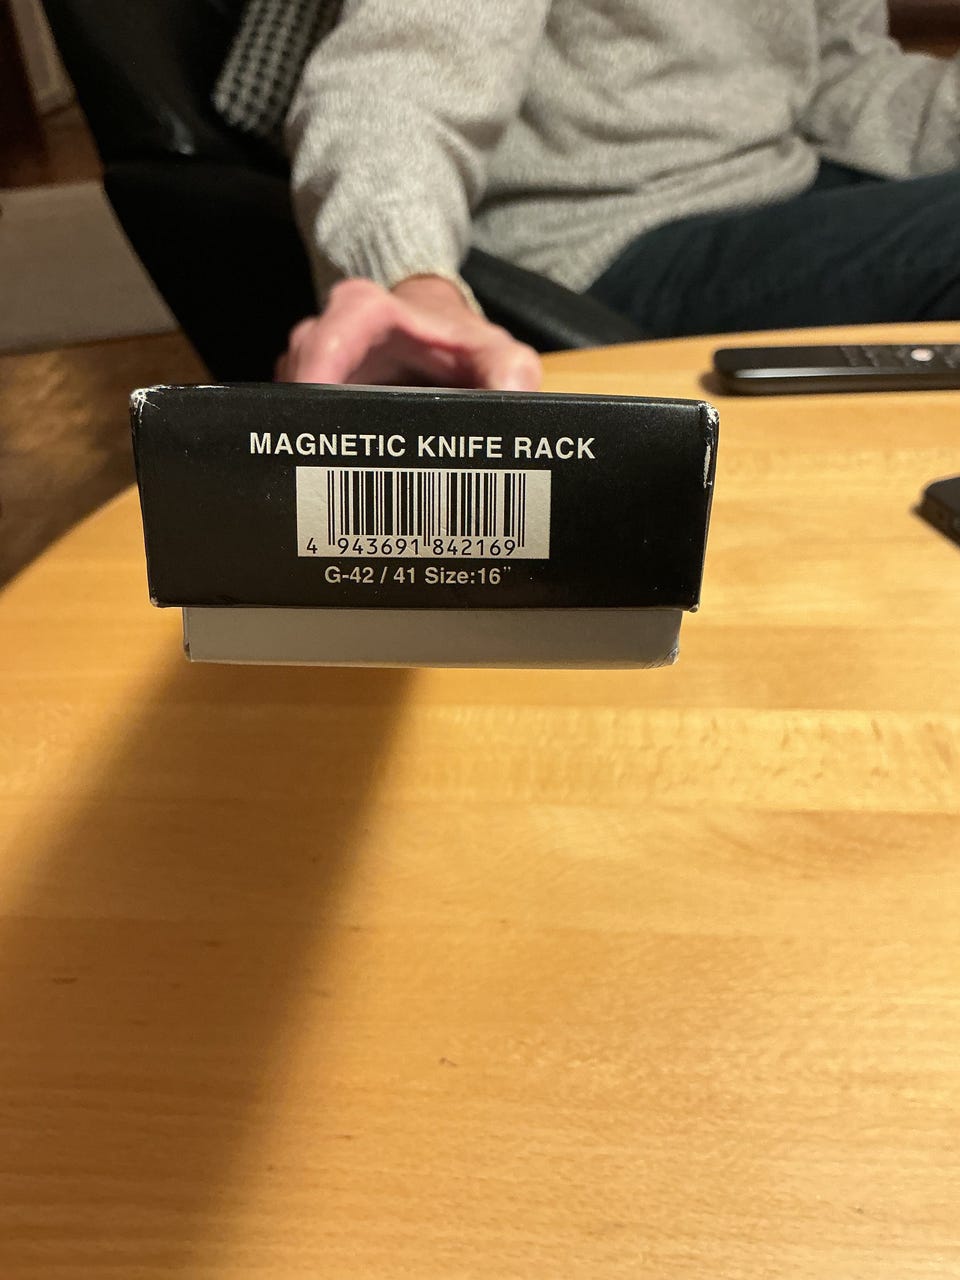 MAGNETIC KNIFE RACK
4 943691 842169
G-42 / 41 Size:16"